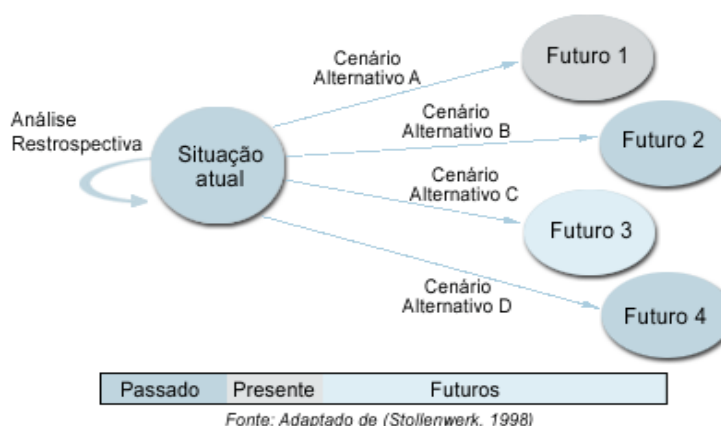 Cenário
Alternativo A
Futuro 1
Análise
Restrospectiva
Situação
atual
Cenário
Alternativo B
Futuro 2
Cenário
Alternativo C
Futuro 3
Cenário
Alternativo D
Futuro 4
Passado
Presente
Futuros
Fonte: Adaptado de (Stollenwerk, 1998)